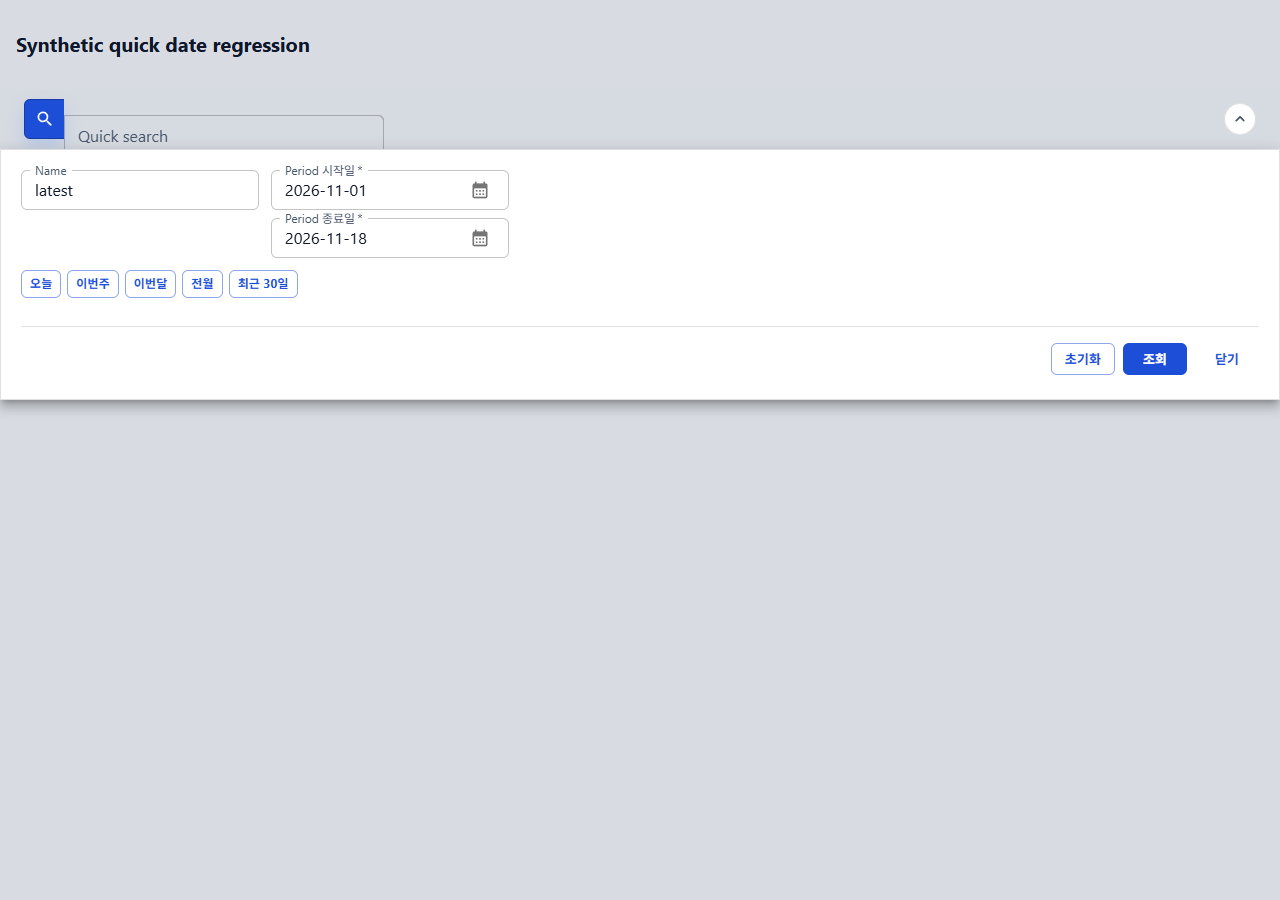 Synthetic quick date regression
Quick search
Name
latest
Period 시작일 *
2026-11-01
Period 종료일 *
2026-11-18
오늘 이번주 이번달 전월 최근 30일
초기화 조회 닫기